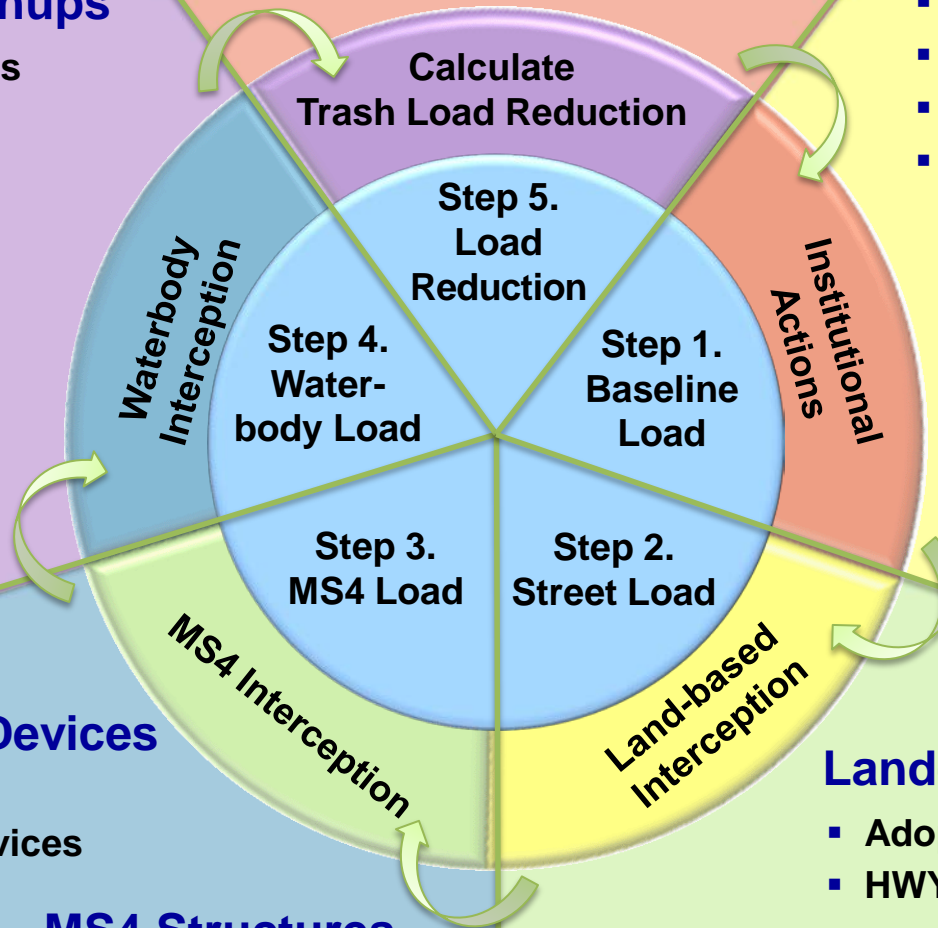 Calculate
Trash Load Reduction
Step 5.
Load
Reduction
Institutional
Actions
Step 1.
Baseline
Load
Waterbody
Interception
Step 4.
Water-
body Load
Step 3.
MS4 Load
Step 2.
Street Load
MS4 Interception
Land-based
Interception
Devices
Land
▪ Ado
▪ HWY
vices
MS4 Structures